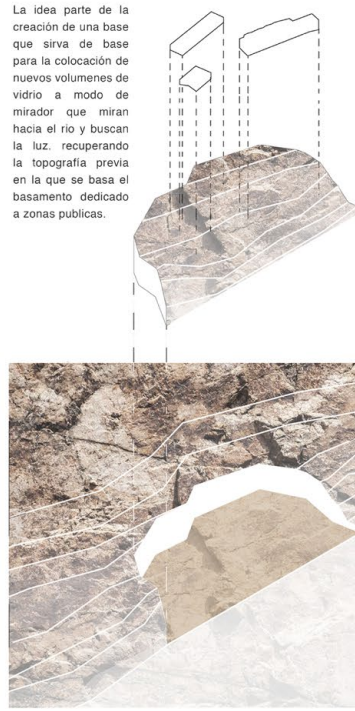 La idea parte de la
creación de una base
que sirva de base
para la colocación de
nuevos volumenes de
vidrio a modo de
mirador que miran
hacia el rio y buscan
la luz. recuperando
la topografía previa
en la que se basa el
basamento dedicado
a zonas publicas.